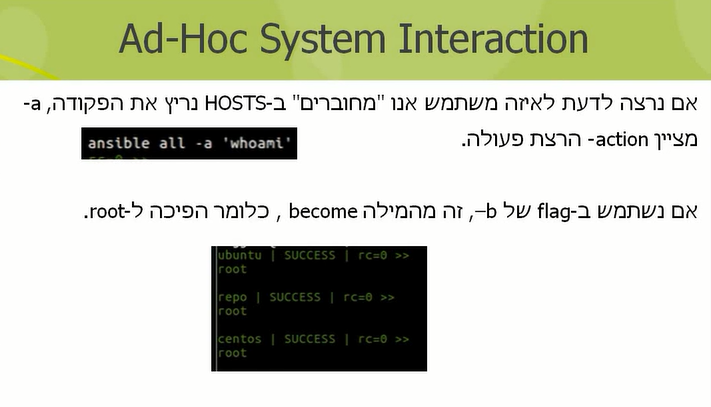 Ad-Hoc System Interaction
אם נרצה לדעת לאיזה משתמש אנו "מחוברים" ב-HOSTS נריץ את הפקודה, a-
מציין action- הרצת פעולה.
ansible all -a 'whoami'
אם נשתמש ב-flag של b–, זה מהמילה become , כלומר הפיכה ל-root.
ubuntu | SUCCESS | rc=0 >>
root
repo | SUCCESS | rc=0 >>
root
centos | SUCCESS | rc=0 >>
root